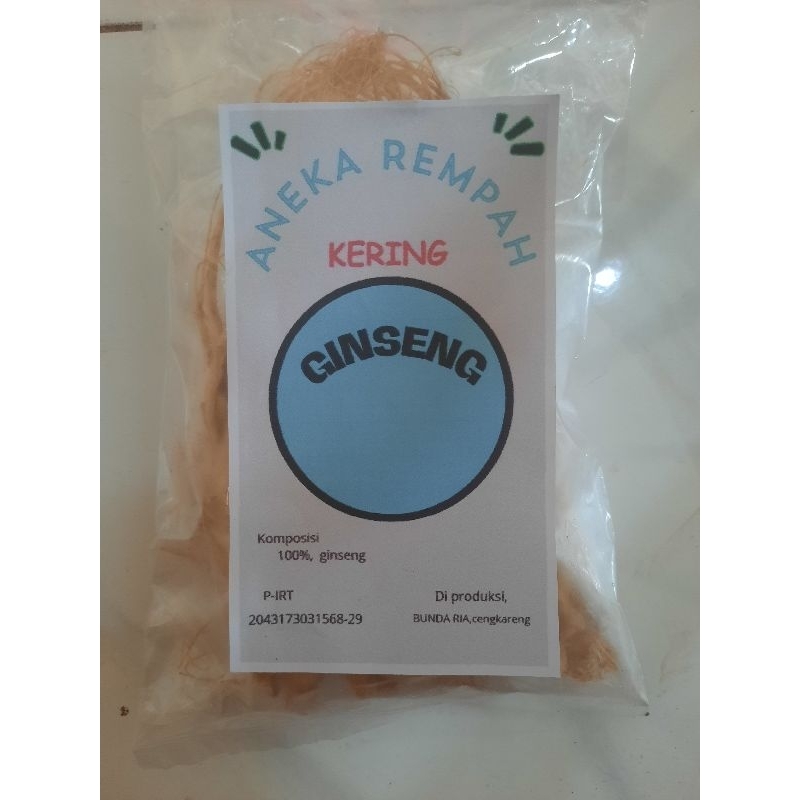 ANEKA REMPAH
KERING
GINSENG
Komposisi
100%, ginseng
P-IRT
2043173031568-29
Di produksi,
BUNDA RIA,cengkareng